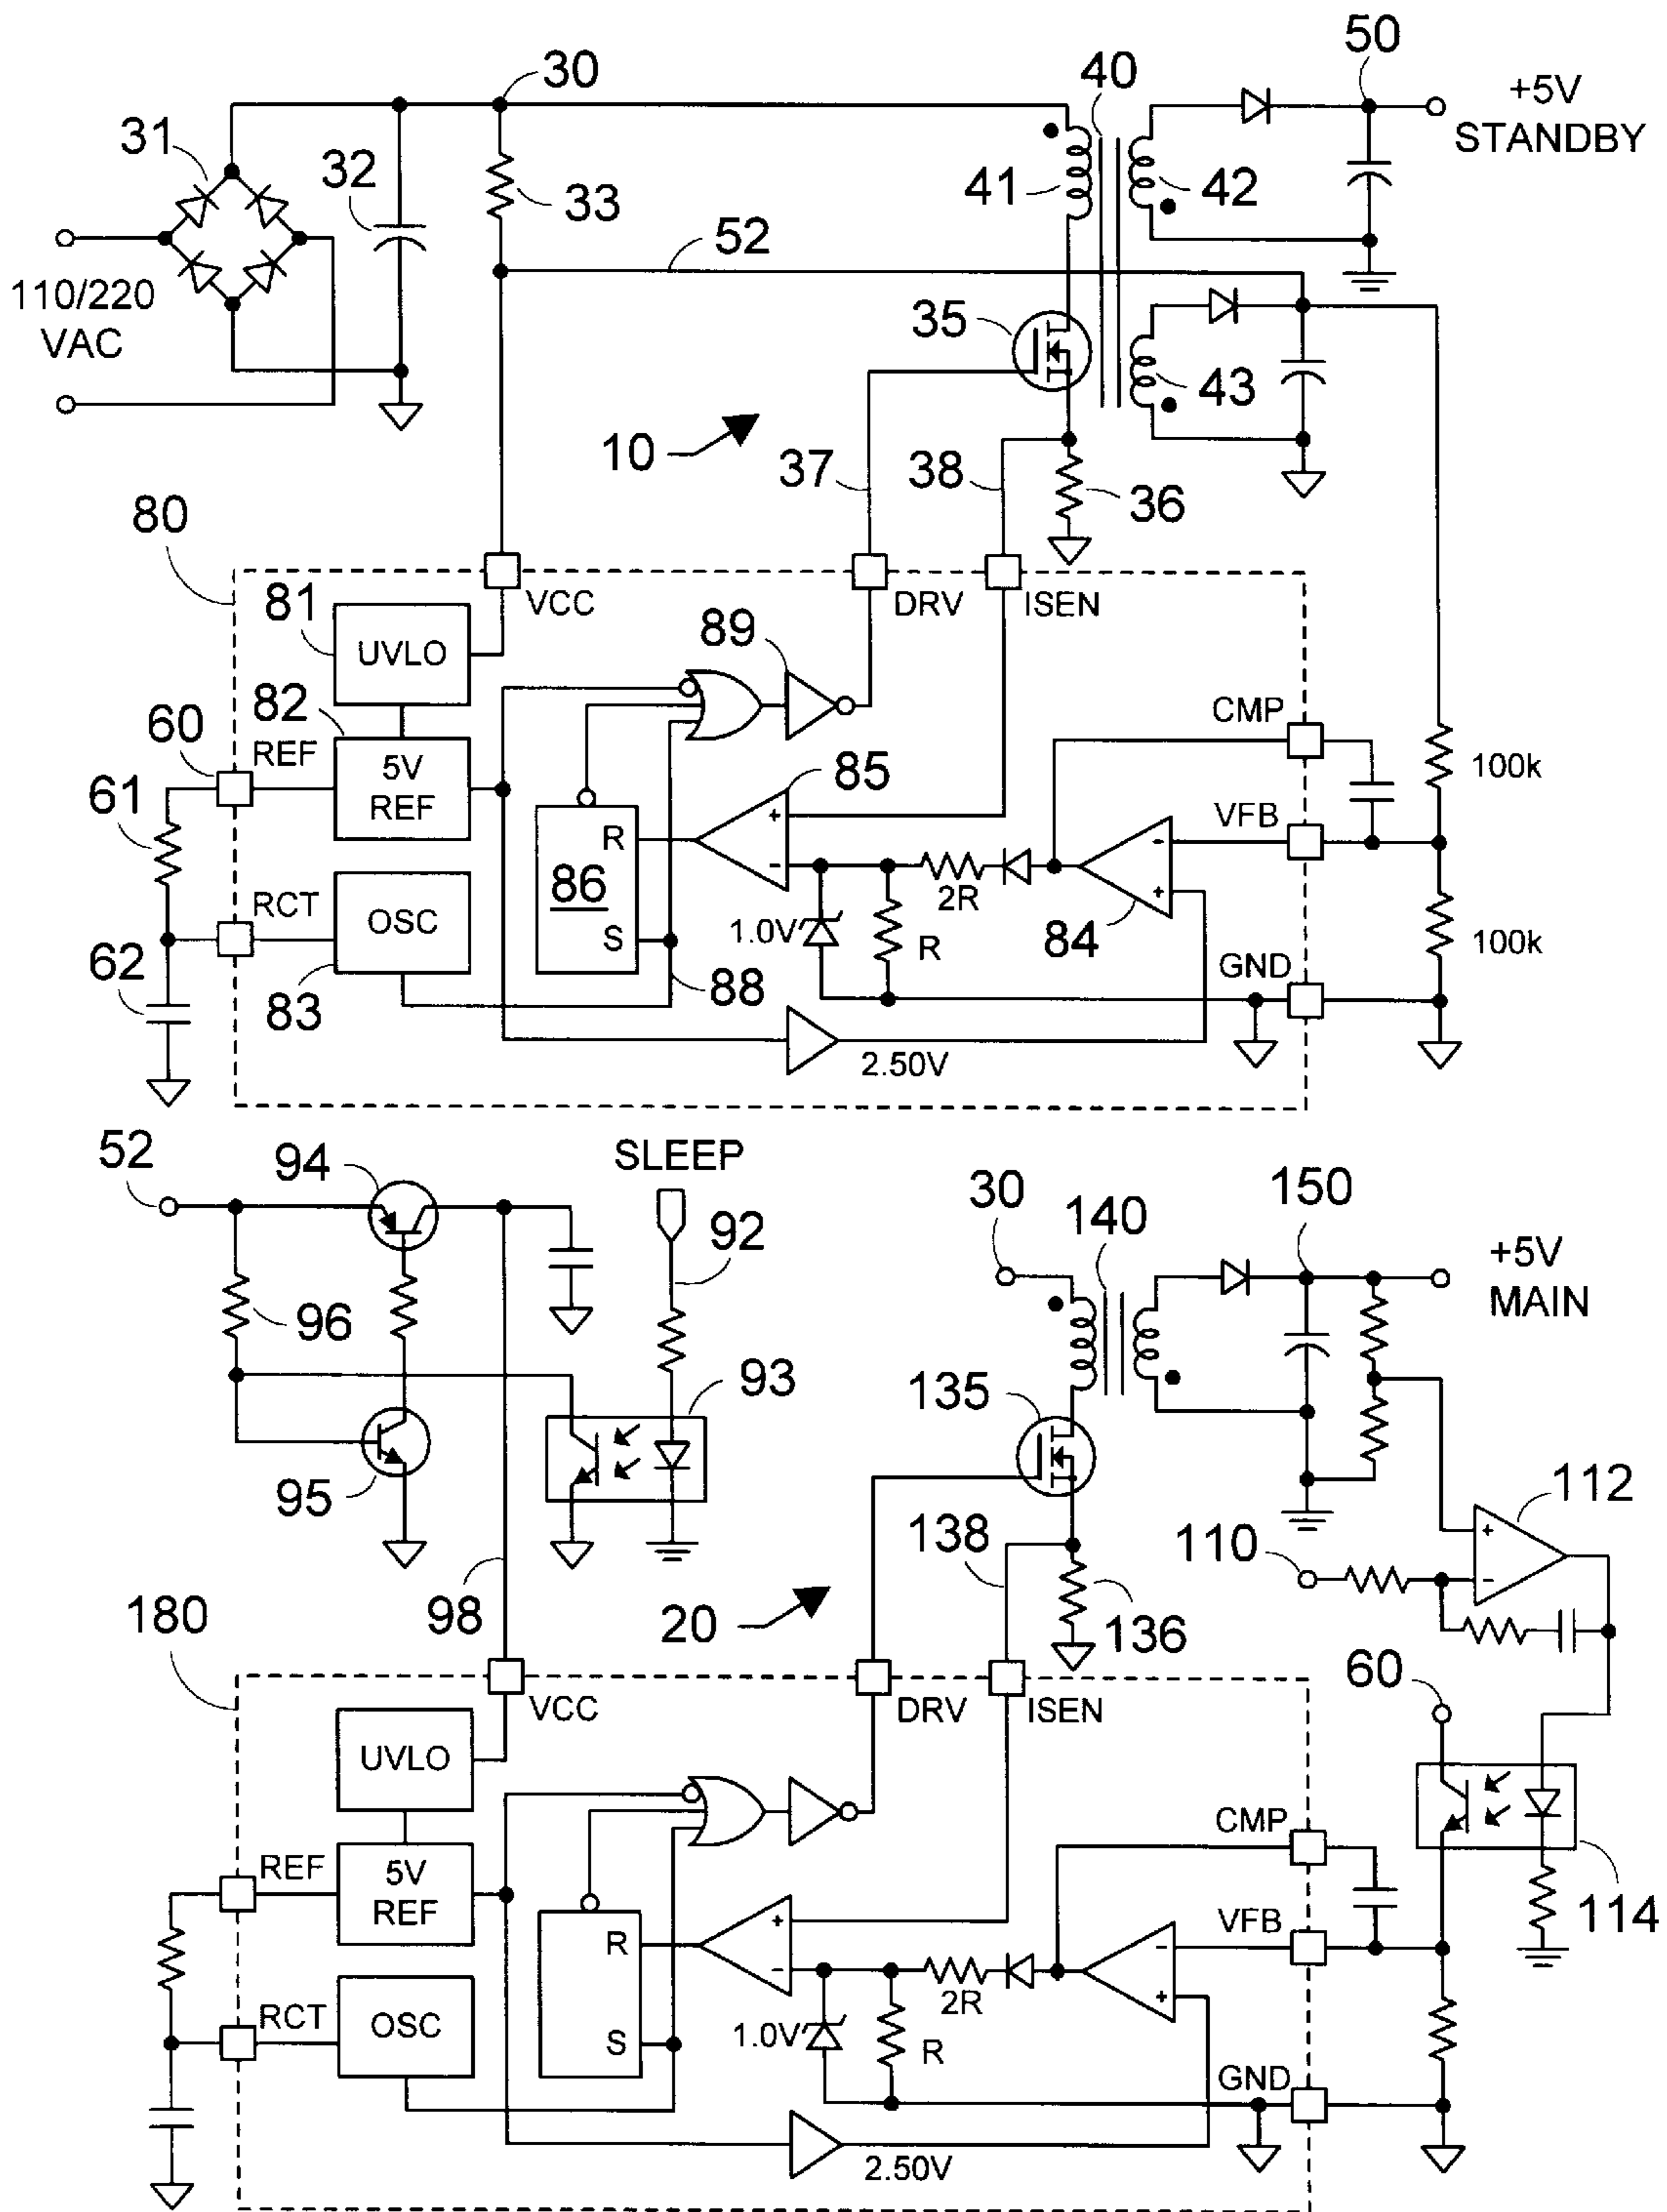 50
30
40
+5V
STANDBY
31
32
33
41
42
52
110/220
VAC
35
43
10
37
38
36
80
81
VCC
DRV
ISEN
UVLO
89
82
60
REF
5V
REF
CMP
85
100k
61
VFB
R
86
RCT
OSC
2R
1.0V
R
84
S
100k
62
83
88
GND
2.50V
52
94
SLEEP
30
140
150
92
+5V
MAIN
96
93
135
95
112
138
110
98
180
20
136
60
VCC
DRV
ISEN
UVLO
CMP
REF
5V
REF
114
VFB
R
RCT
OSC
2R
1.0V
R
S
GND
2.50V